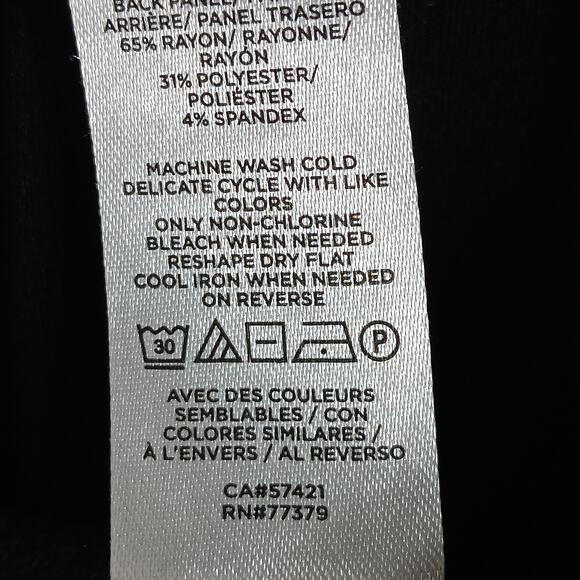 BACK PANEL/
ARRIÈRE/ PANEL TRASERO
65% RAYON/ RAYONNE/
RAYÓN
31% POLYESTER/
POLIÉSTER
4% SPANDEX
MACHINE WASH COLD
DELICATE CYCLE WITH LIKE
COLORS
ONLY NON-CHLORINE
BLEACH WHEN NEEDED
RESHAPE DRY FLAT
COOL IRON WHEN NEEDED
ON REVERSE
30 P
AVEC DES COULEURS
SEMBLABLES / CON
COLORES SIMILARES /
À L'ENVERS / AL REVERSO
CA#57421
RN#77379